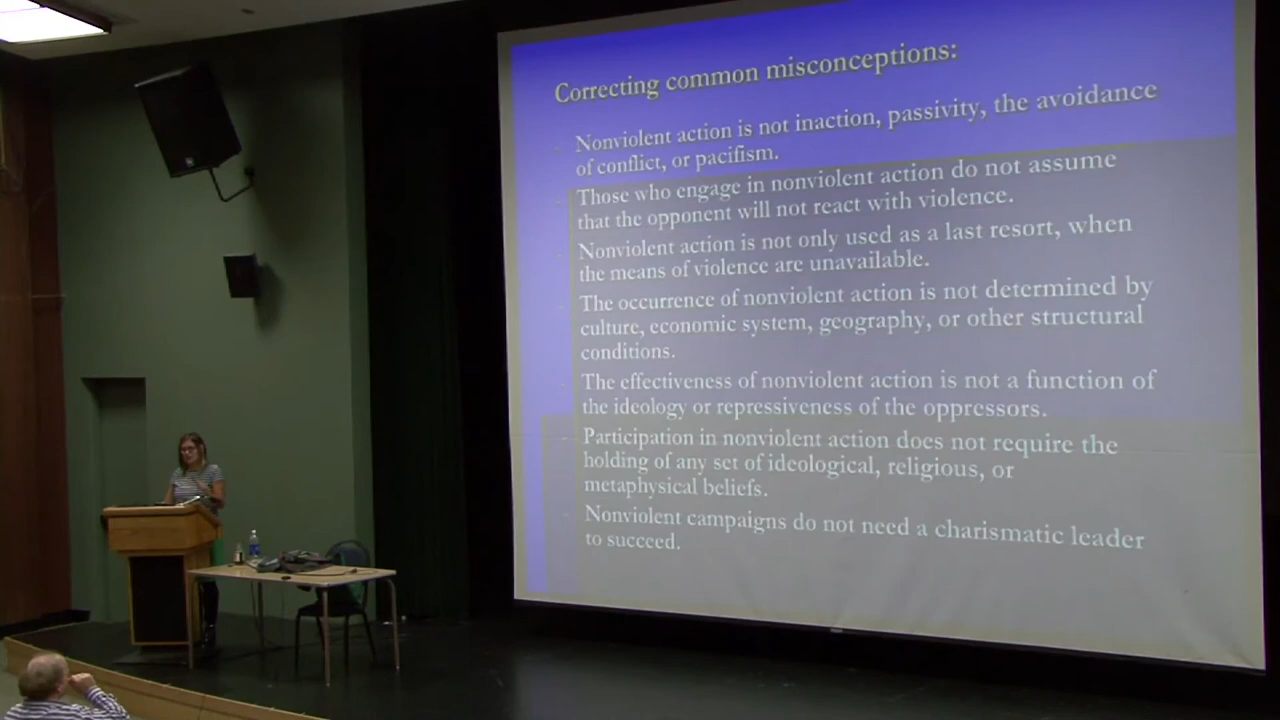 Correcting common misconceptions:
Nonviolent action is not inaction, passivity, the avoidance
of conflict, or pacifism.
Those who engage in nonviolent action do not assume
that the opponent will not react with violence.
Nonviolent action is not only used as a last resort, when
the means of violence are unavailable.
The occurrence of nonviolent action is not determined by
culture, economic system, geography, or other structural
conditions.
The effectiveness of nonviolent action is not a function of
the ideology or repressiveness of the oppressors.
Participation in nonviolent action does not require the
holding of any set of ideological, religious, or
metaphysical beliefs.
Nonviolent campaigns do not need a charismatic leader
to succeed.